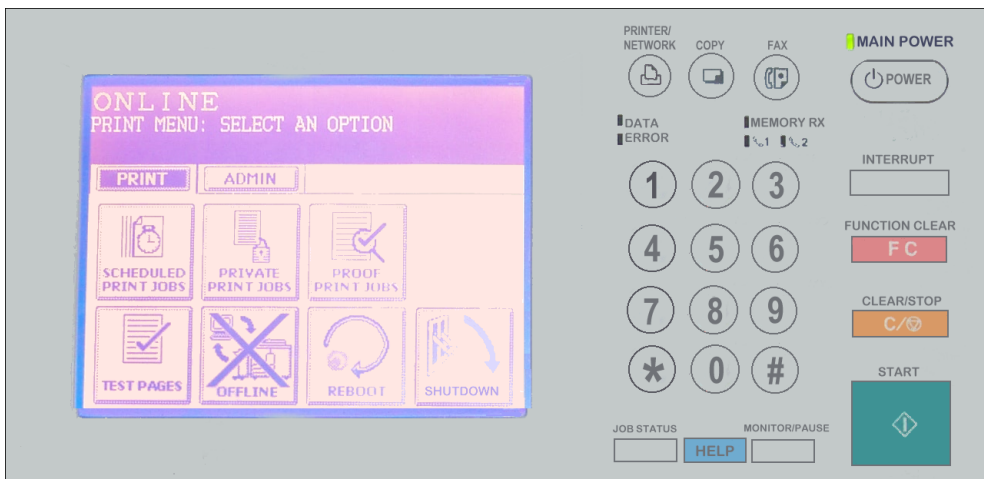 ONLINE
PRINT MENU: SELECT AN OPTION
PRINT
ADMIN
SCHEDULED
PRINT JOBS
PRIVATE
PRINT JOBS
PROOF
PRINT JOBS
TEST PAGES
OFFLINE
REBOOT
SHUTDOWN
PRINTER/
NETWORK
COPY
FAX
DATA
ERROR
MEMORY RX
1
2
1
2
3
4
5
6
7
8
9
*
0
#
JOB STATUS
HELP
MONITOR/PAUSE
MAIN POWER
POWER
INTERRUPT
FUNCTION CLEAR
F C
CLEAR/STOP
C/
START